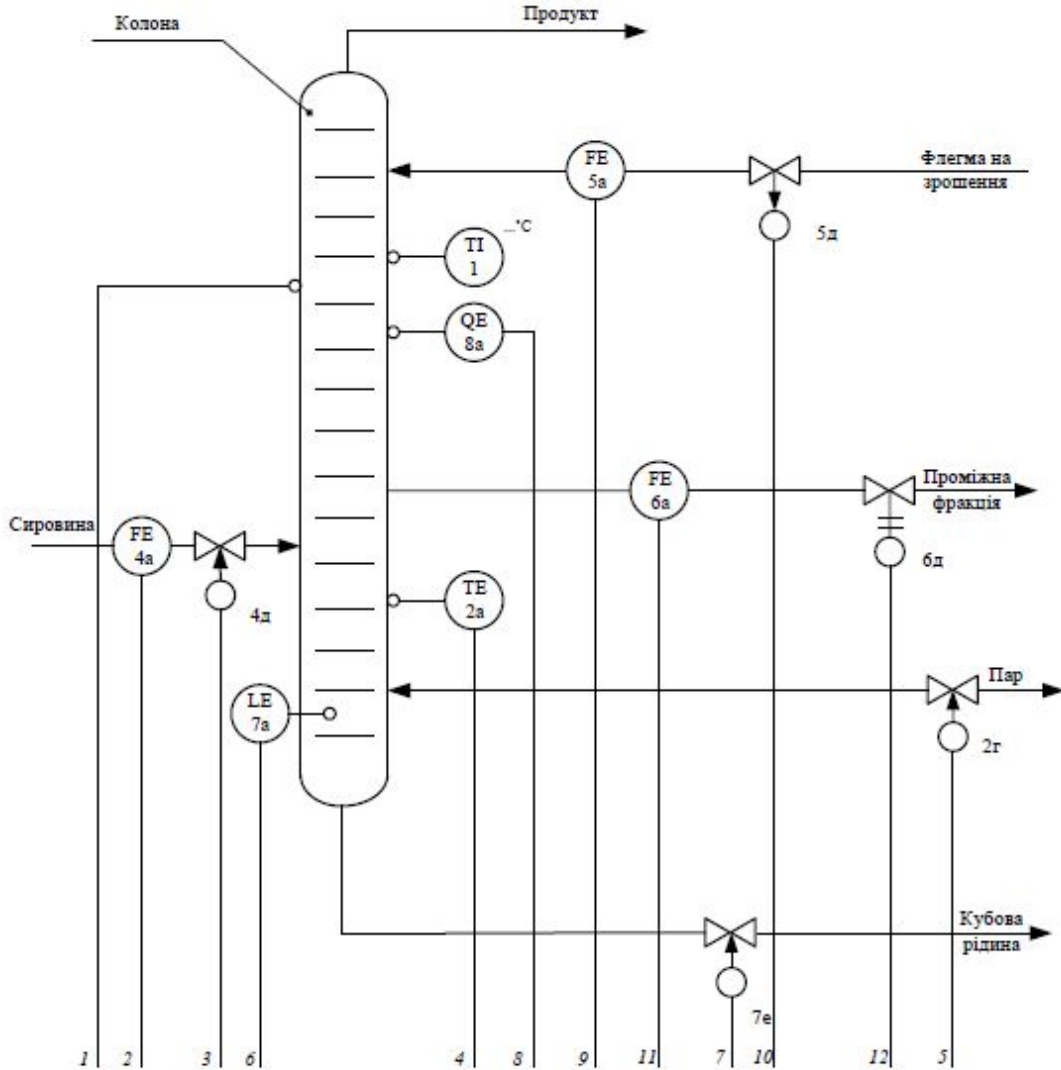 Продукт
Колона
FE
5а
Флегма на
зрошення
5д
...°C
TI
1
QE
8а
FE
6а
Проміжна
фракція
6д
Сировина
FE
4а
4д
TE
2а
LE
7а
Пар
2г
Кубова
рідина
7е
1 2 3 6 4 8 9 11 7 10 12 5